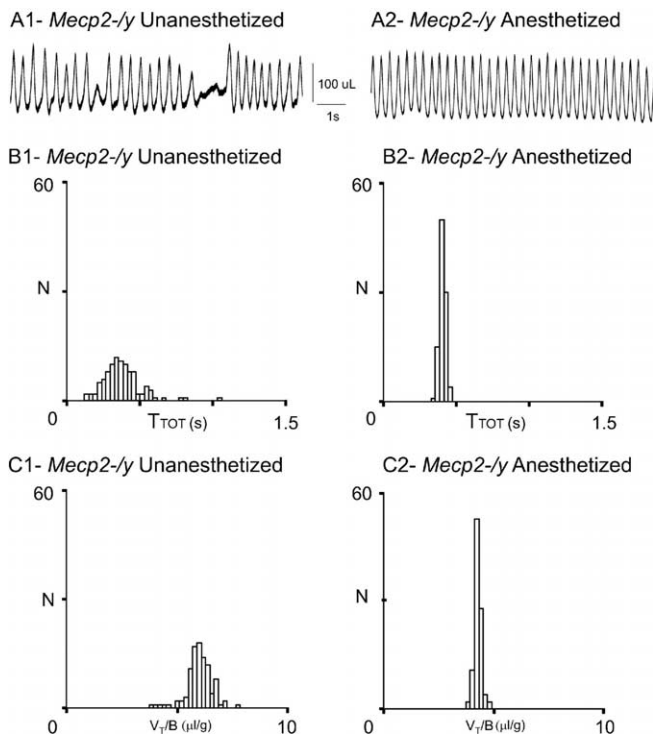 A1- Mecp2-/y Unanesthetized
A2- Mecp2-/y Anesthetized
100 uL
1s
B1- Mecp2-/y Unanesthetized
B2- Mecp2-/y Anesthetized
60
60
N
N
0
TTOT (s)
1.5
0
TTOT (s)
1.5
C1- Mecp2-/y Unanesthetized
C2- Mecp2-/y Anesthetized
60
60
N
N
0
VT/B (μl/g)
10
0
VT/B (μl/g)
10